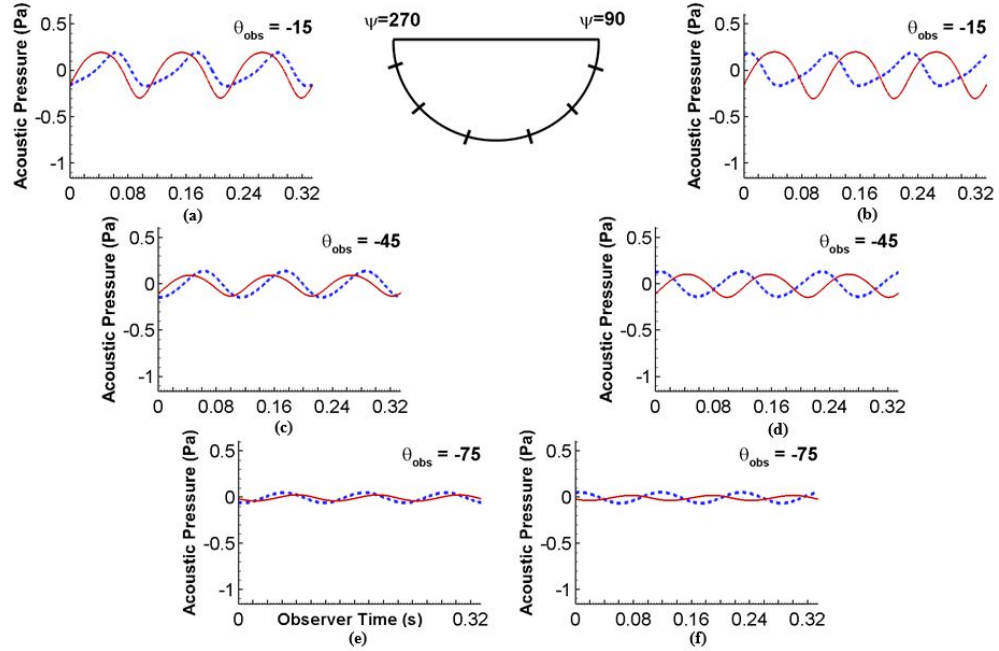 0.5
0
-0.5
-1
Acoustic Pressure (Pa)
θobs = -15
0 0.08 0.16 0.24 0.32
(a)
ψ=270 ψ=90
0.5
0
-0.5
-1
Acoustic Pressure (Pa)
θobs = -15
0 0.08 0.16 0.24 0.32
(b)
0.5
0
-0.5
-1
Acoustic Pressure (Pa)
θobs = -45
0 0.08 0.16 0.24 0.32
(c)
0.5
0
-0.5
-1
Acoustic Pressure (Pa)
θobs = -45
0 0.08 0.16 0.24 0.32
(d)
0.5
0
-0.5
-1
Acoustic Pressure (Pa)
θobs = -75
0 Observer Time (s) 0.32
(e)
0.5
0
-0.5
-1
Acoustic Pressure (Pa)
θobs = -75
0 0.08 0.16 0.24 0.32
(f)